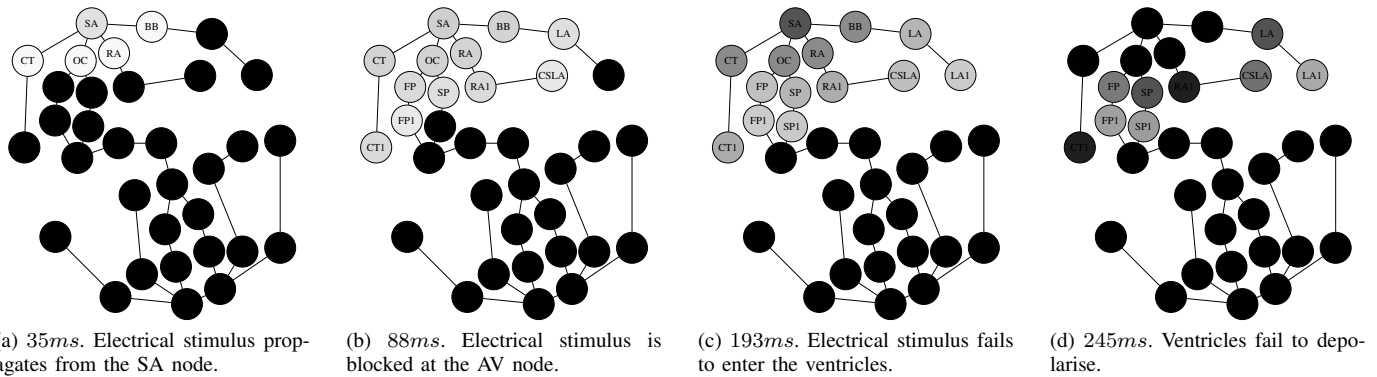 SA
BB
CT
OC
RA
SA
BB
LA
CT
OC
RA
FP
SP
RA1
CSLA
FP1
CT1
SA
BB
LA
CT
OC
RA
FP
SP
RA1
CSLA
LA1
FP1
SP1
CT1
LA
FP
SP
RA1
CSLA
LA1
FP1
SP1
CT1
(a) 35ms. Electrical stimulus prop-
agates from the SA node.
(b) 88ms. Electrical stimulus is
blocked at the AV node.
(c) 193ms. Electrical stimulus fails
to enter the ventricles.
(d) 245ms. Ventricles fail to depo-
larise.